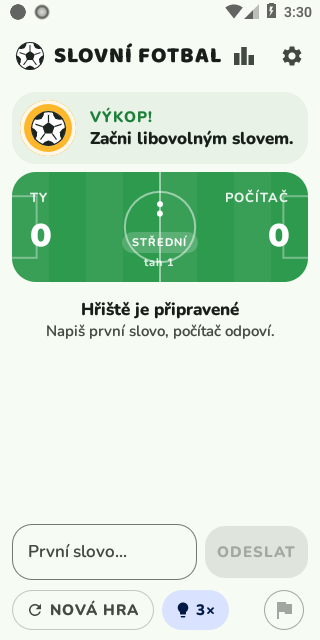 3:30
SLOVNÍ FOTBAL
VÝKOP!
Začni libovolným slovem.
TY
POČÍTAČ
0
0
STŘEDNÍ
tah 1
Hřiště je připravené
Napiš první slovo, počítač odpoví.
První slovo…
ODESLAT
NOVÁ HRA
3×